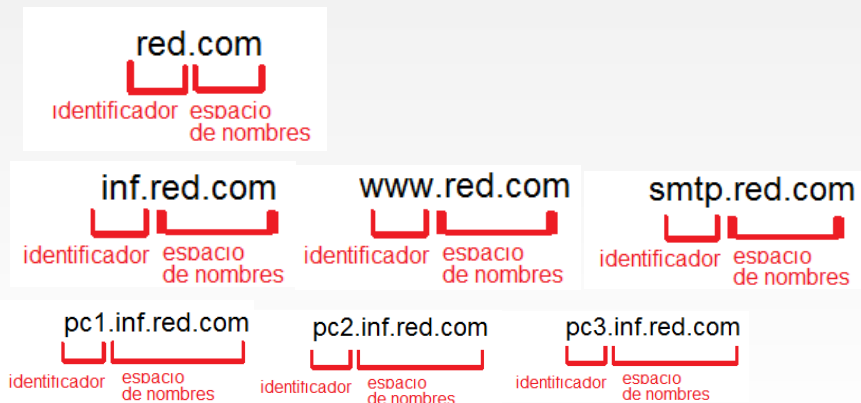 red.com
identificador espacio
de nombres
inf.red.com
identificador espacio
de nombres
www.red.com
identificador espacio
de nombres
smtp.red.com
identificador espacio
de nombres
pc1.inf.red.com
identificador espacio
de nombres
pc2.inf.red.com
identificador espacio
de nombres
pc3.inf.red.com
identificador espacio
de nombres